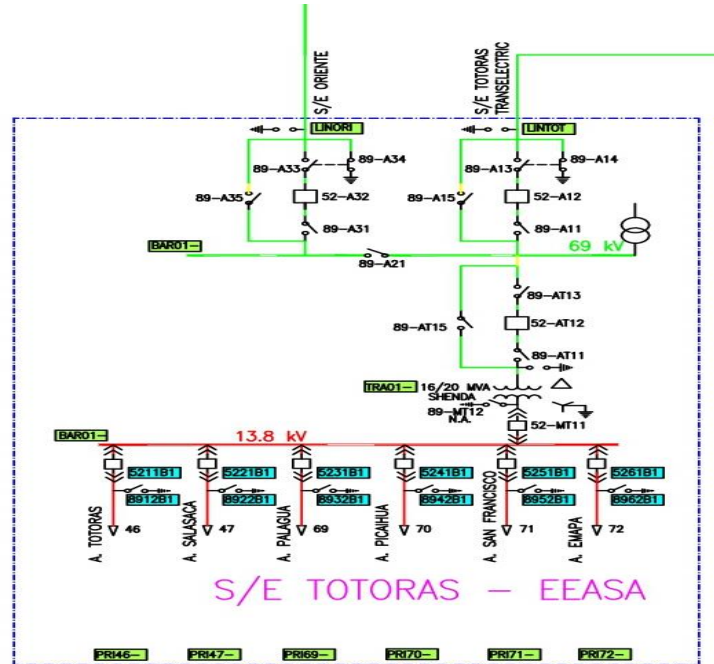 S/E ORIENTE
S/E TOTORAS
TRANSELECTRIC
LINORI
LINTOT
89-A33
89-A34
89-A13
89-A14
89-A35
52-A32
89-A15
52-A12
89-A31
89-A11
BAR01-
89-A21
69 kV
89-AT13
89-AT15
52-AT12
89-AT11
TRA01-
16/20 MVA
SHENDA
89-MT12
N.A.
52-MT11
BAR01-
13.8 kV
5211B1
5221B1
5231B1
5241B1
5251B1
5261B1
8912B1
8922B1
8932B1
8942B1
8952B1
8962B1
A. TOTORAS
46
A. SALASACA
47
A. PALAGUA
69
A. PICAIHUA
70
A. SAN FRANCISCO
71
A. EMAPA
72
S/E TOTORAS - EEASA
PRI46-
PRI47-
PRI69-
PRI70-
PRI71-
PRI72-